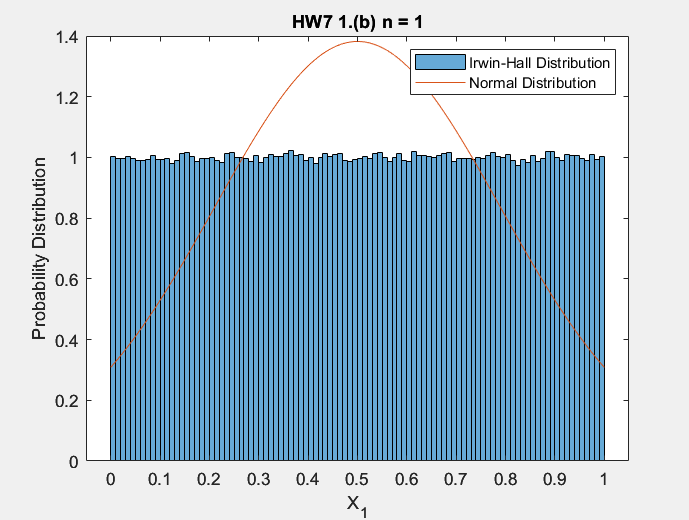 HW7 1.(b) n = 1
Irwin-Hall Distribution
Normal Distribution
Probability Distribution
1.4
1.2
1
0.8
0.6
0.4
0.2
0
0 0.1 0.2 0.3 0.4 0.5 0.6 0.7 0.8 0.9 1
X_1